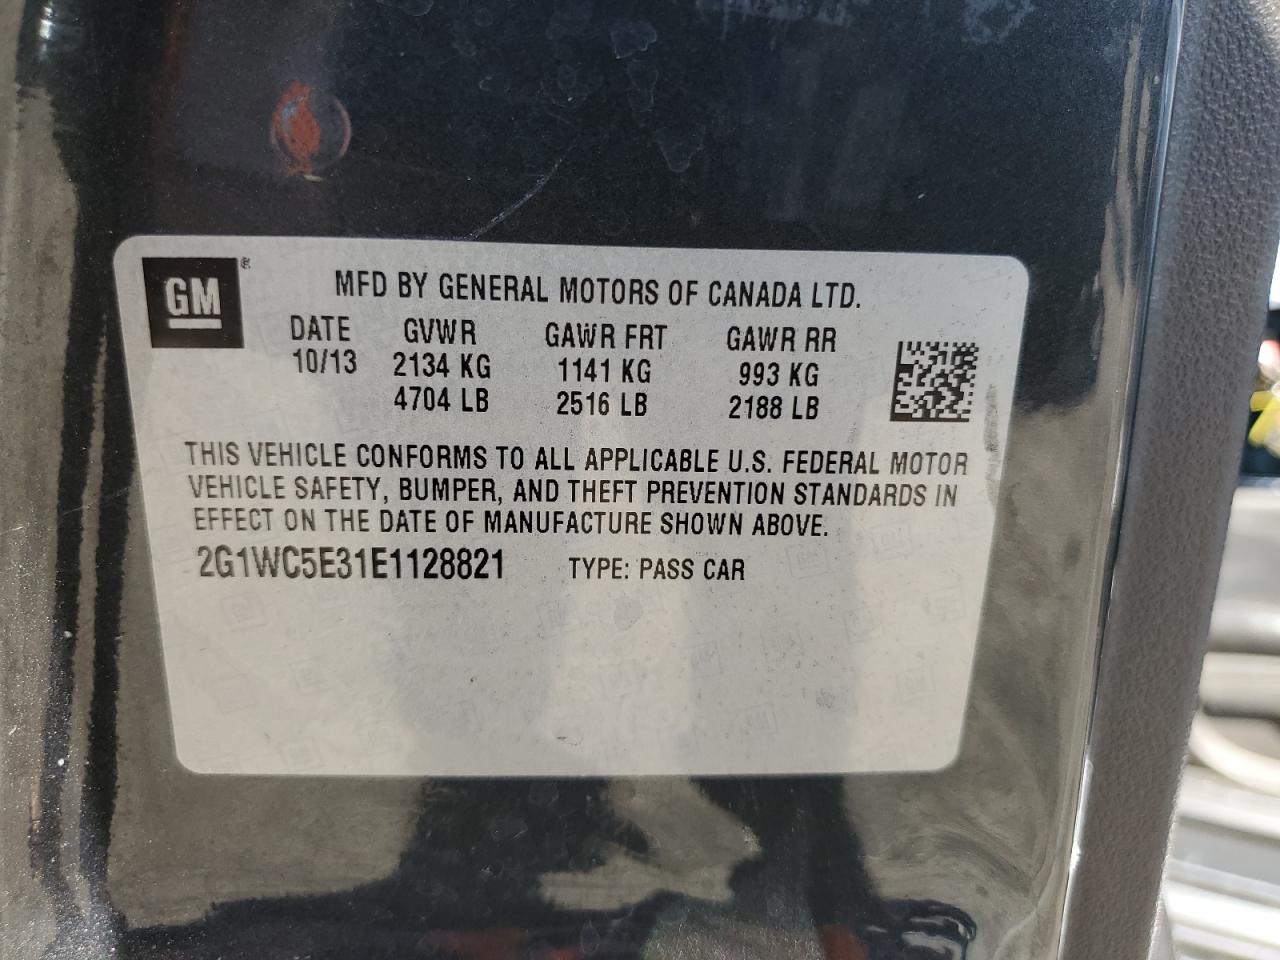 GM
MFD BY GENERAL MOTORS OF CANADA LTD.
DATE GVWR GAWR FRT GAWR RR
10/13 2134 KG 1141 KG 993 KG
4704 LB 2516 LB 2188 LB
THIS VEHICLE CONFORMS TO ALL APPLICABLE U.S. FEDERAL MOTOR
VEHICLE SAFETY, BUMPER, AND THEFT PREVENTION STANDARDS IN
EFFECT ON THE DATE OF MANUFACTURE SHOWN ABOVE.
2G1WC5E31E1128821 TYPE: PASS CAR